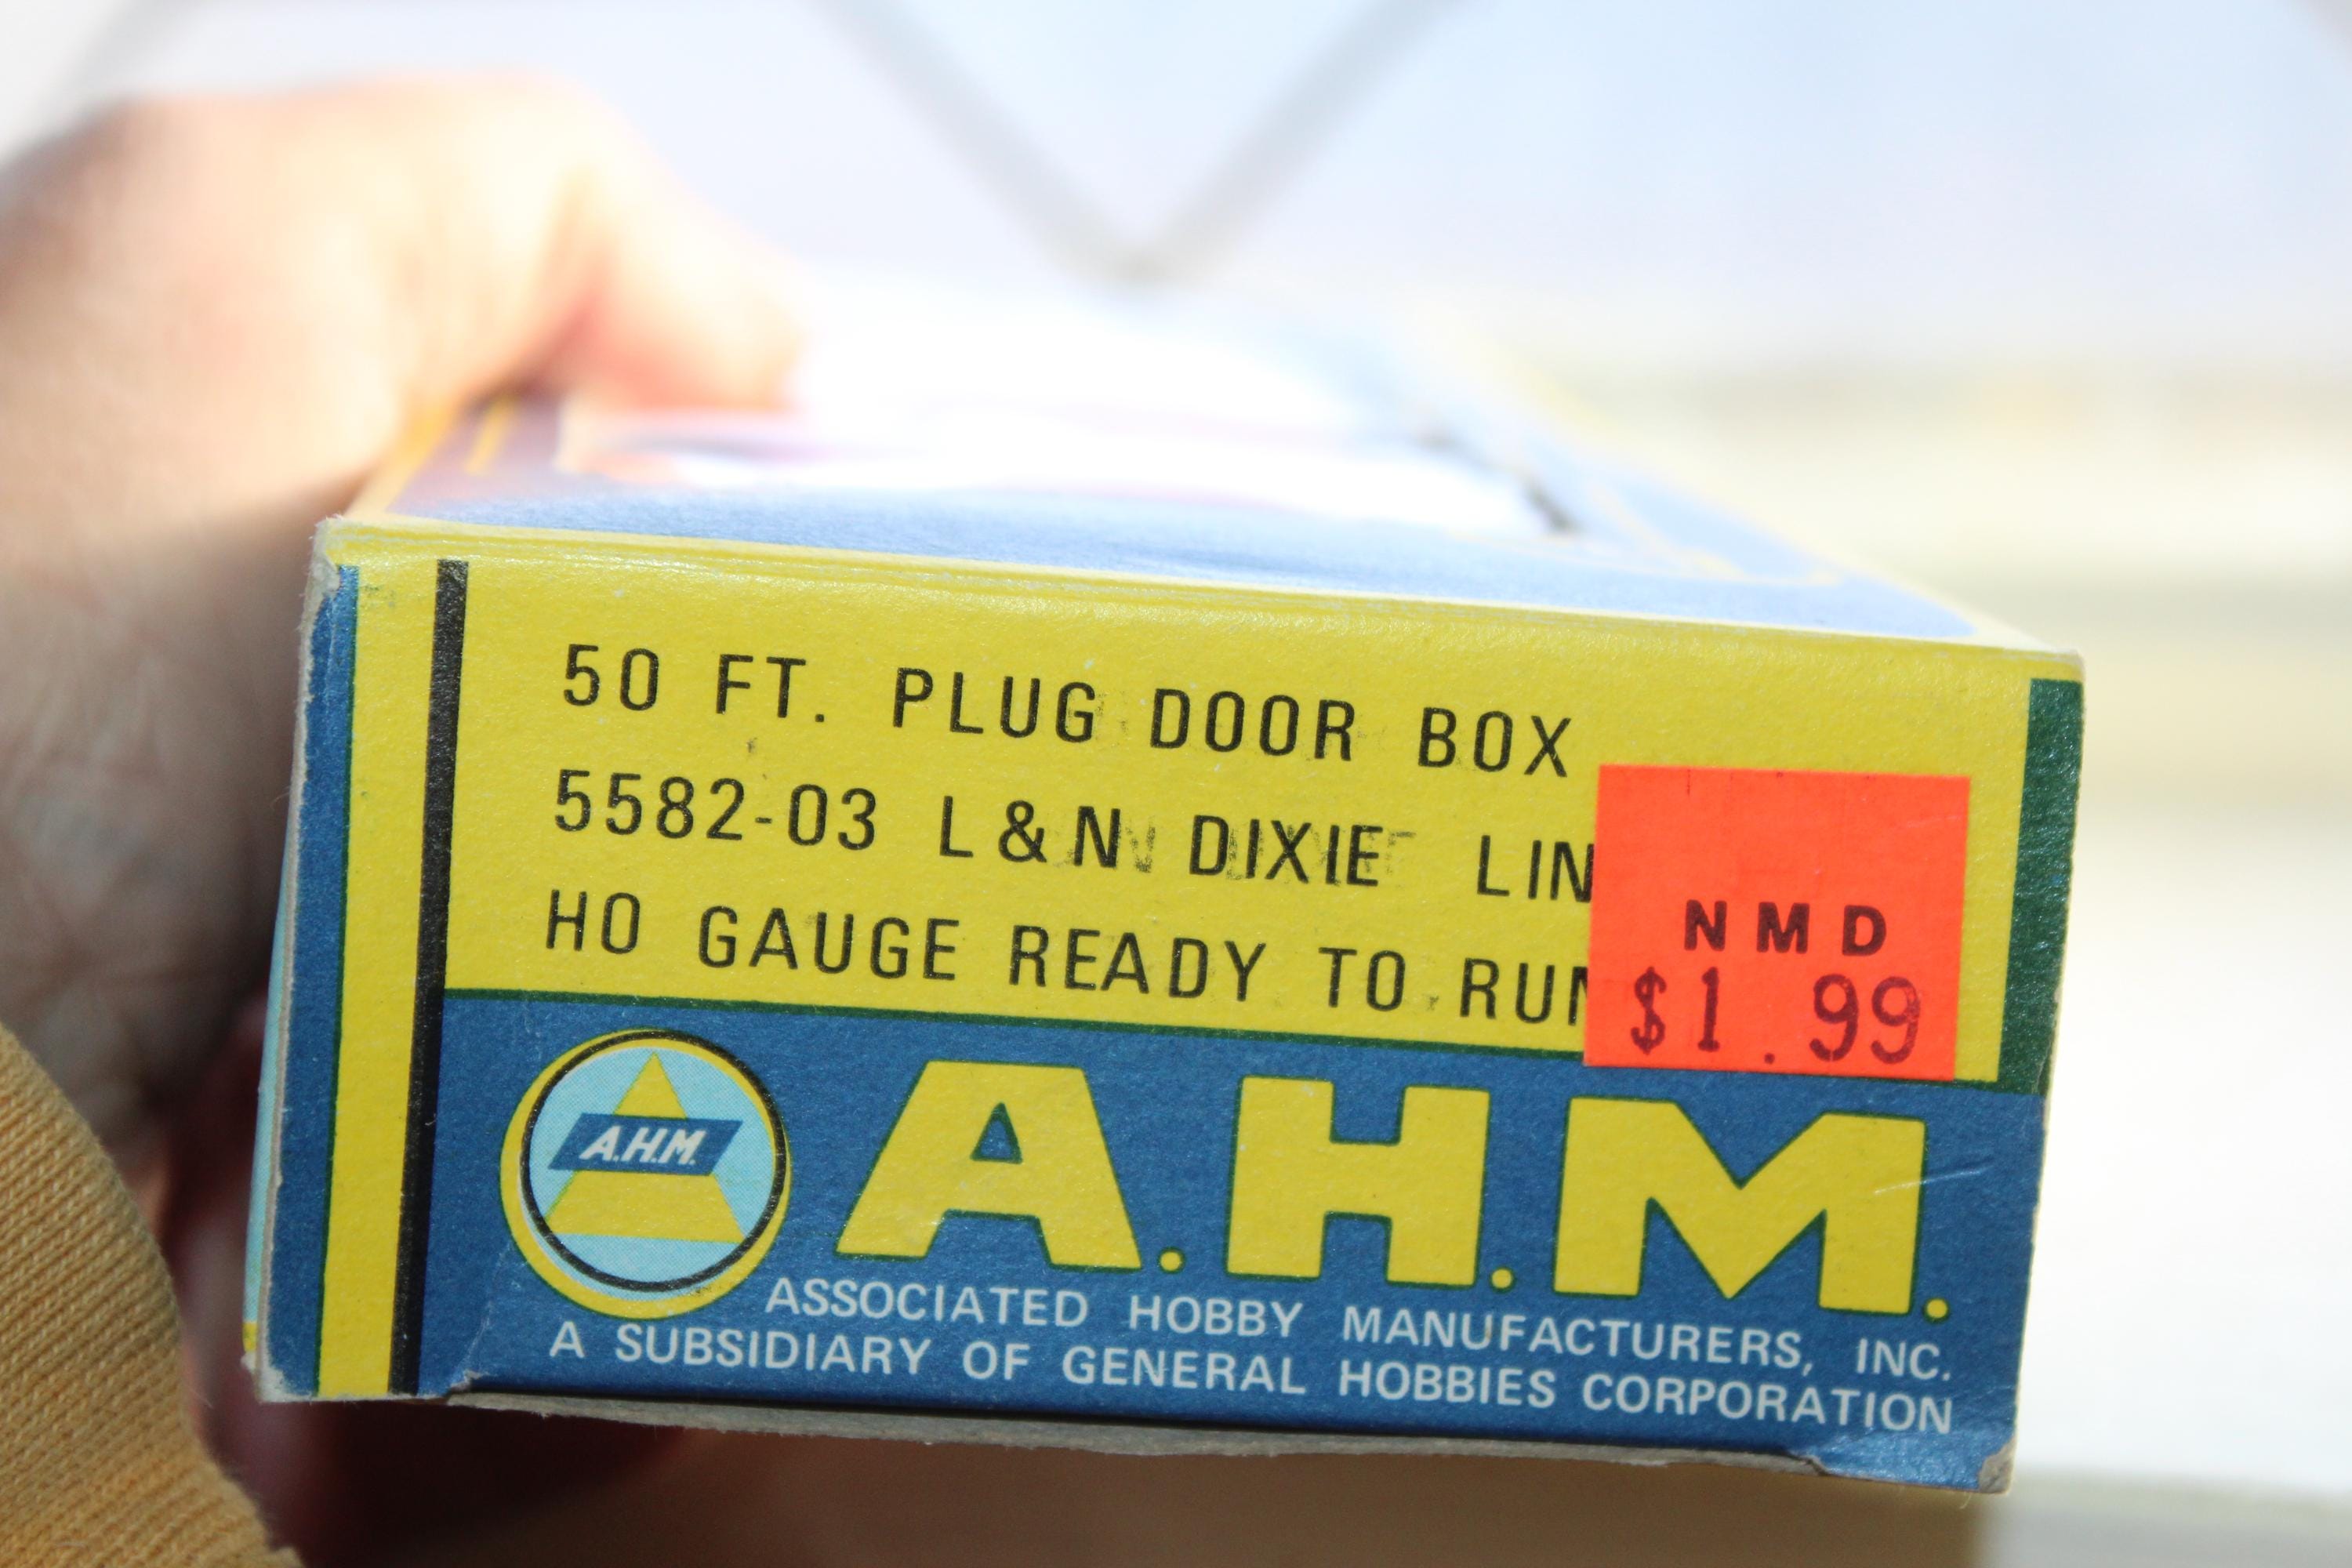 50 FT. PLUG DOOR BOX
5582-03 L & N DIXIE LIN
HO GAUGE READY TO RUN
NMD
$1.99
A.H.M.
A.H.M.
ASSOCIATED HOBBY MANUFACTURERS, INC.
A SUBSIDIARY OF GENERAL HOBBIES CORPORATION